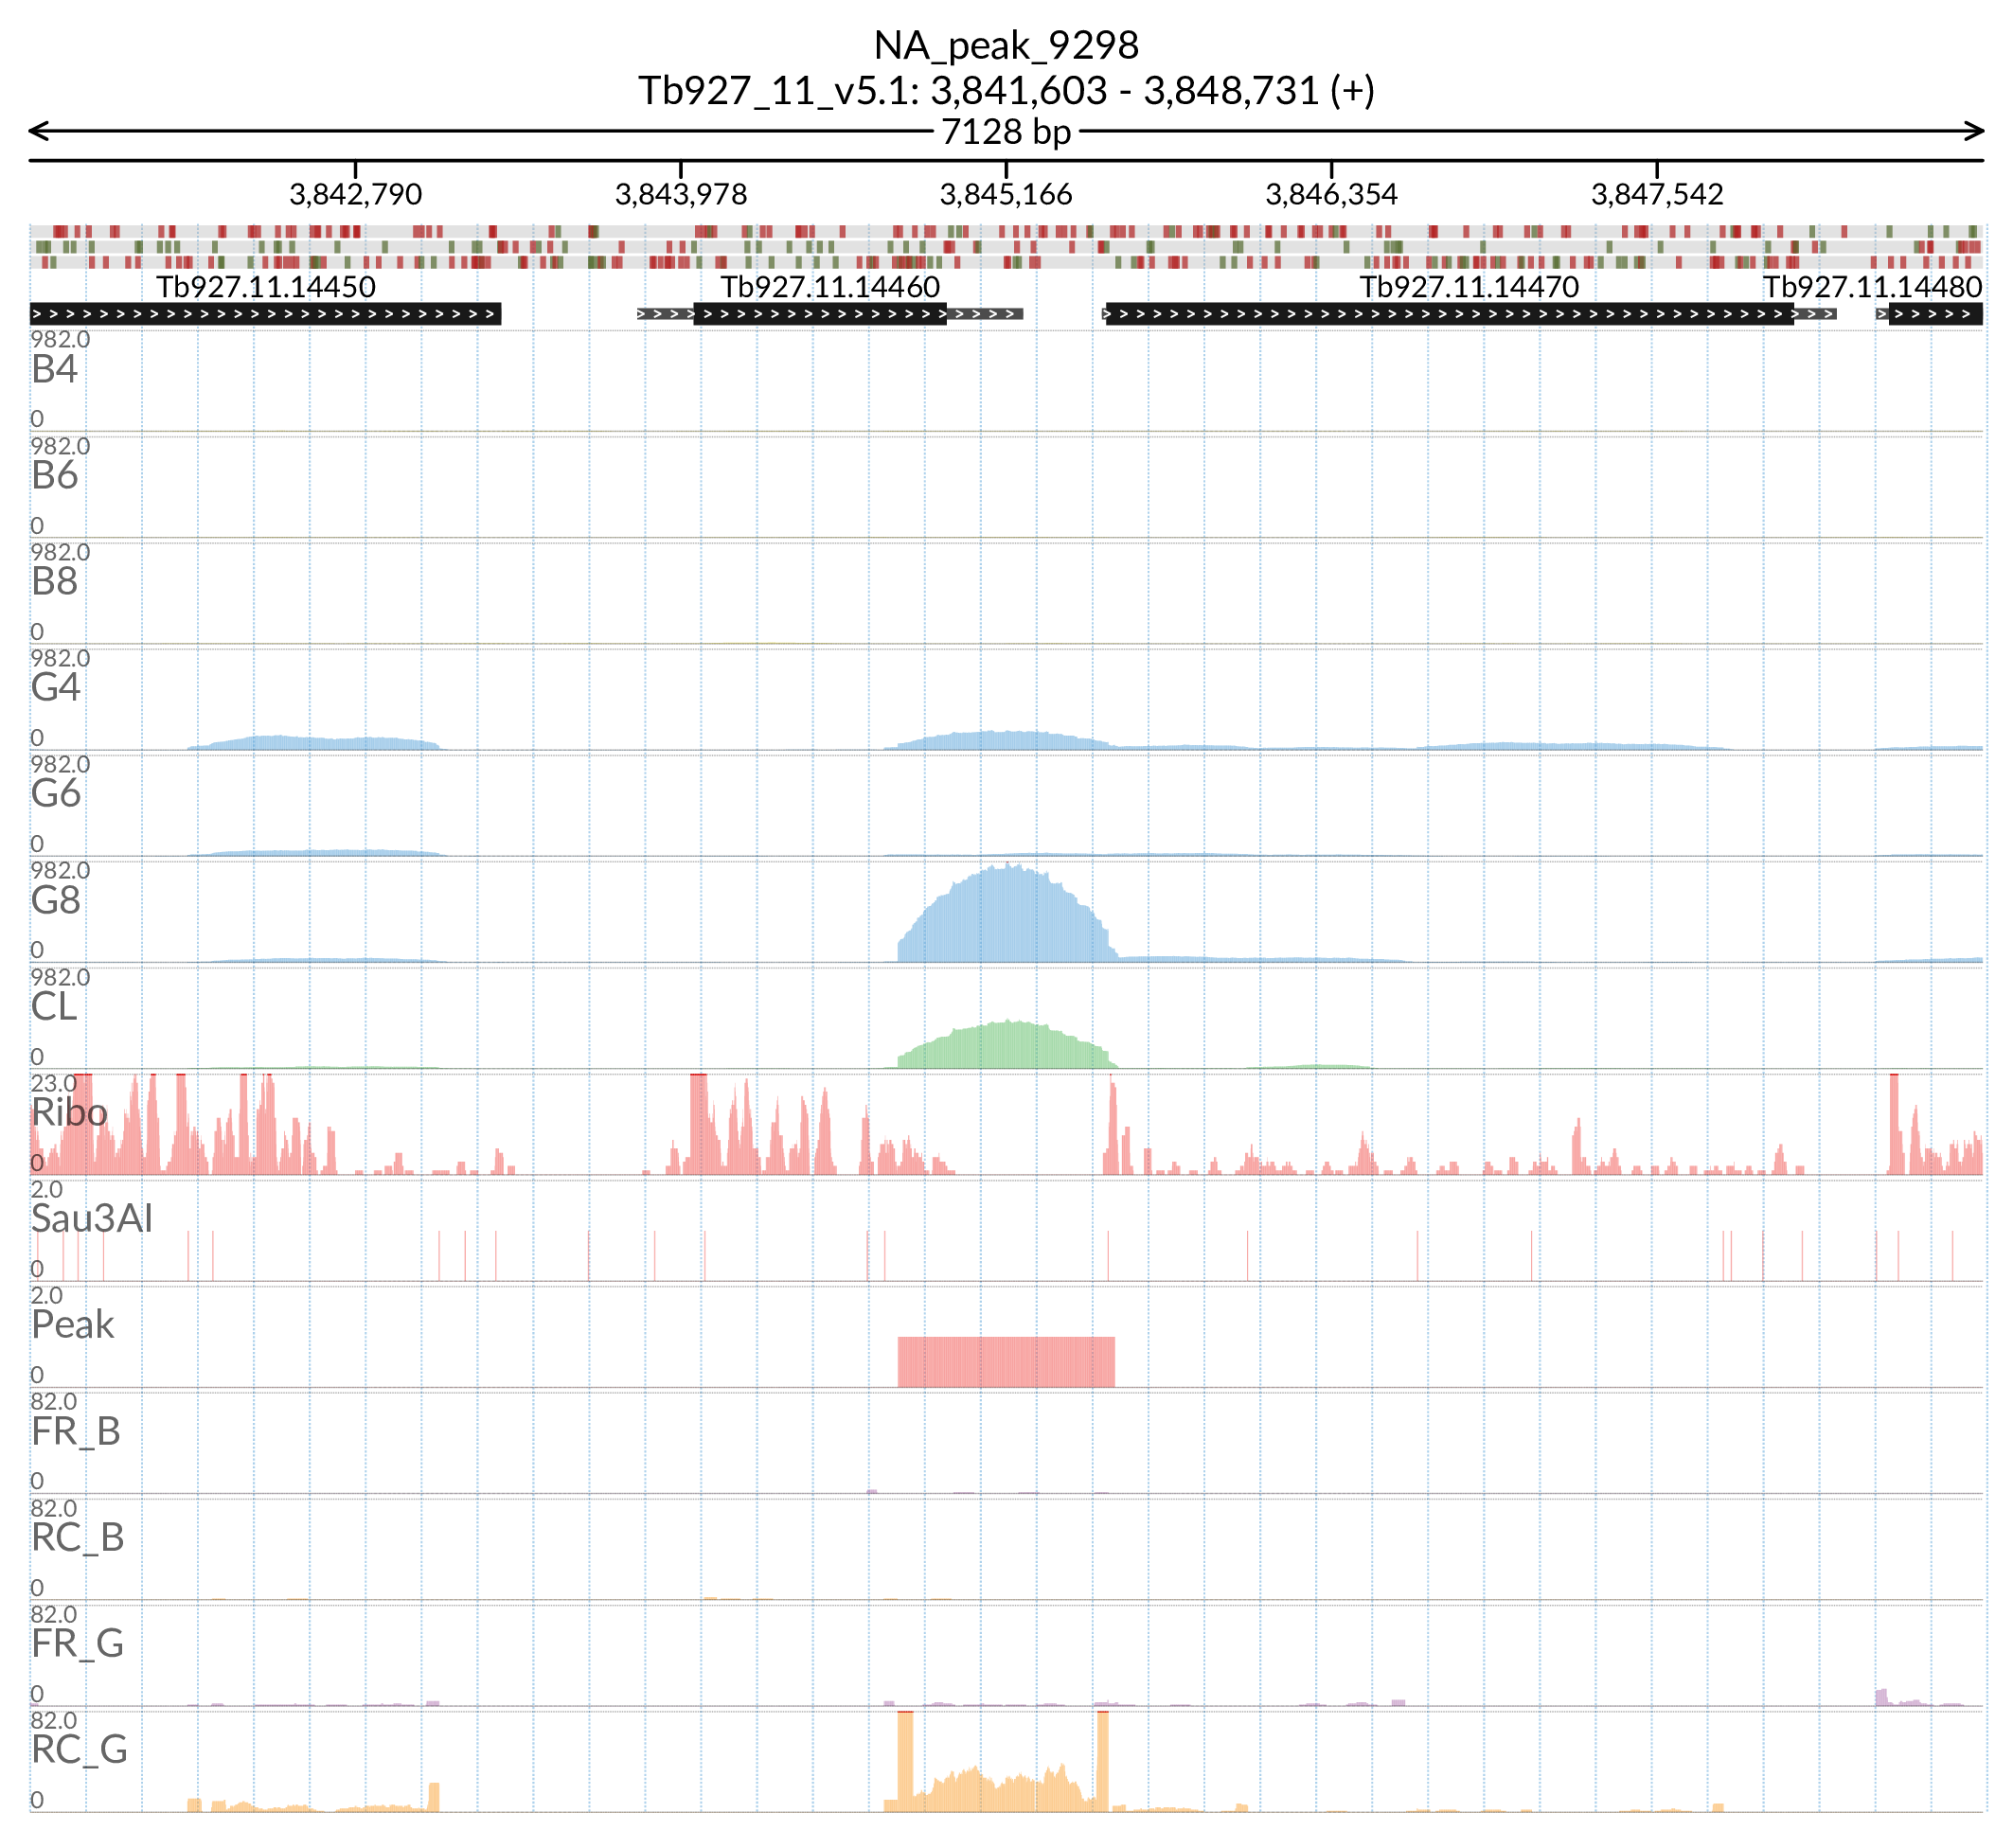 NA_peak_9298
Tb927_11_v5.1: 3,841,603 - 3,848,731 (+)
7128 bp
3,842,790 3,843,978 3,845,166 3,846,354 3,847,542
Tb927.11.14450 Tb927.11.14460 Tb927.11.14470 Tb927.11.14480
982.0
B4
0
982.0
B6
0
982.0
B8
0
982.0
G4
0
982.0
G6
0
982.0
G8
0
982.0
CL
0
23.0
Ribo
0
2.0
Sau3AI
0
2.0
Peak
0
82.0
FR_B
0
82.0
RC_B
0
82.0
FR_G
0
82.0
RC_G
0